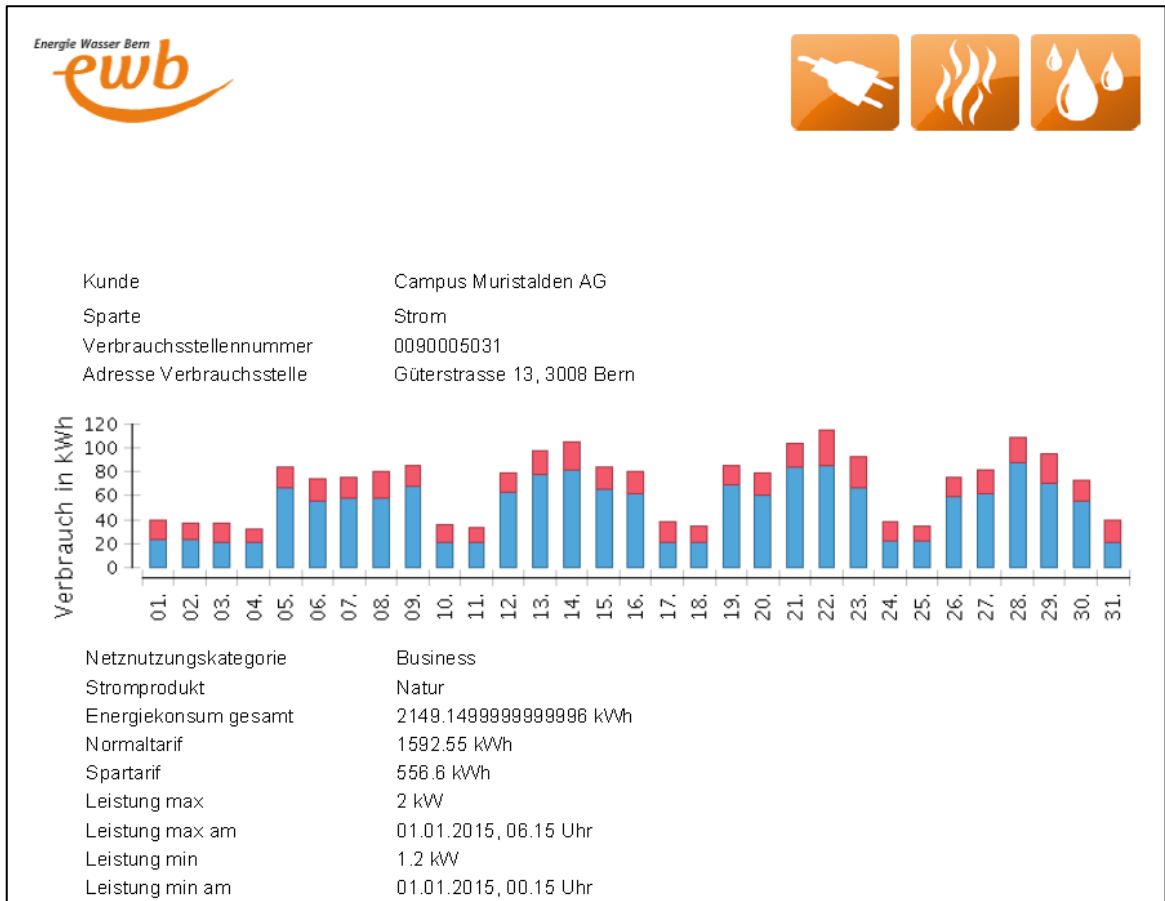 Energie Wasser Bern
ewb
Kunde Campus Muristalden AG
Sparte Strom
Verbrauchsstellennummer 0090005031
Adresse Verbrauchsstelle Güterstrasse 13, 3008 Bern
Verbrauch in kWh
120
100
80
60
40
20
0
01. 02. 03. 04. 05. 06. 07. 08. 09. 10. 11. 12. 13. 14. 15. 16. 17. 18. 19. 20. 21. 22. 23. 24. 25. 26. 27. 28. 29. 30. 31.
Netznutzungskategorie Business
Stromprodukt Natur
Energiekonsum gesamt 2149.1499999999996 kWh
Normaltarif 1592.55 kWh
Spartarif 556.6 kWh
Leistung max 2 kW
Leistung max am 01.01.2015, 06.15 Uhr
Leistung min 1.2 kW
Leistung min am 01.01.2015, 00.15 Uhr